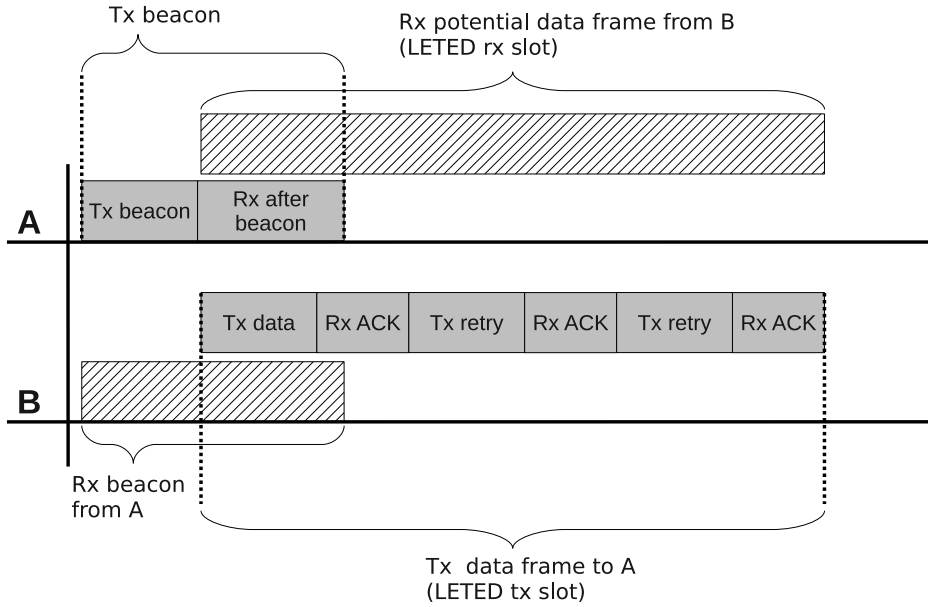 Tx beacon
Rx potential data frame from B
(LETED rx slot)
A
Tx beacon
Rx after
beacon
Tx data
Rx ACK
Tx retry
Rx ACK
Tx retry
Rx ACK
B
Rx beacon
from A
Tx data frame to A
(LETED tx slot)